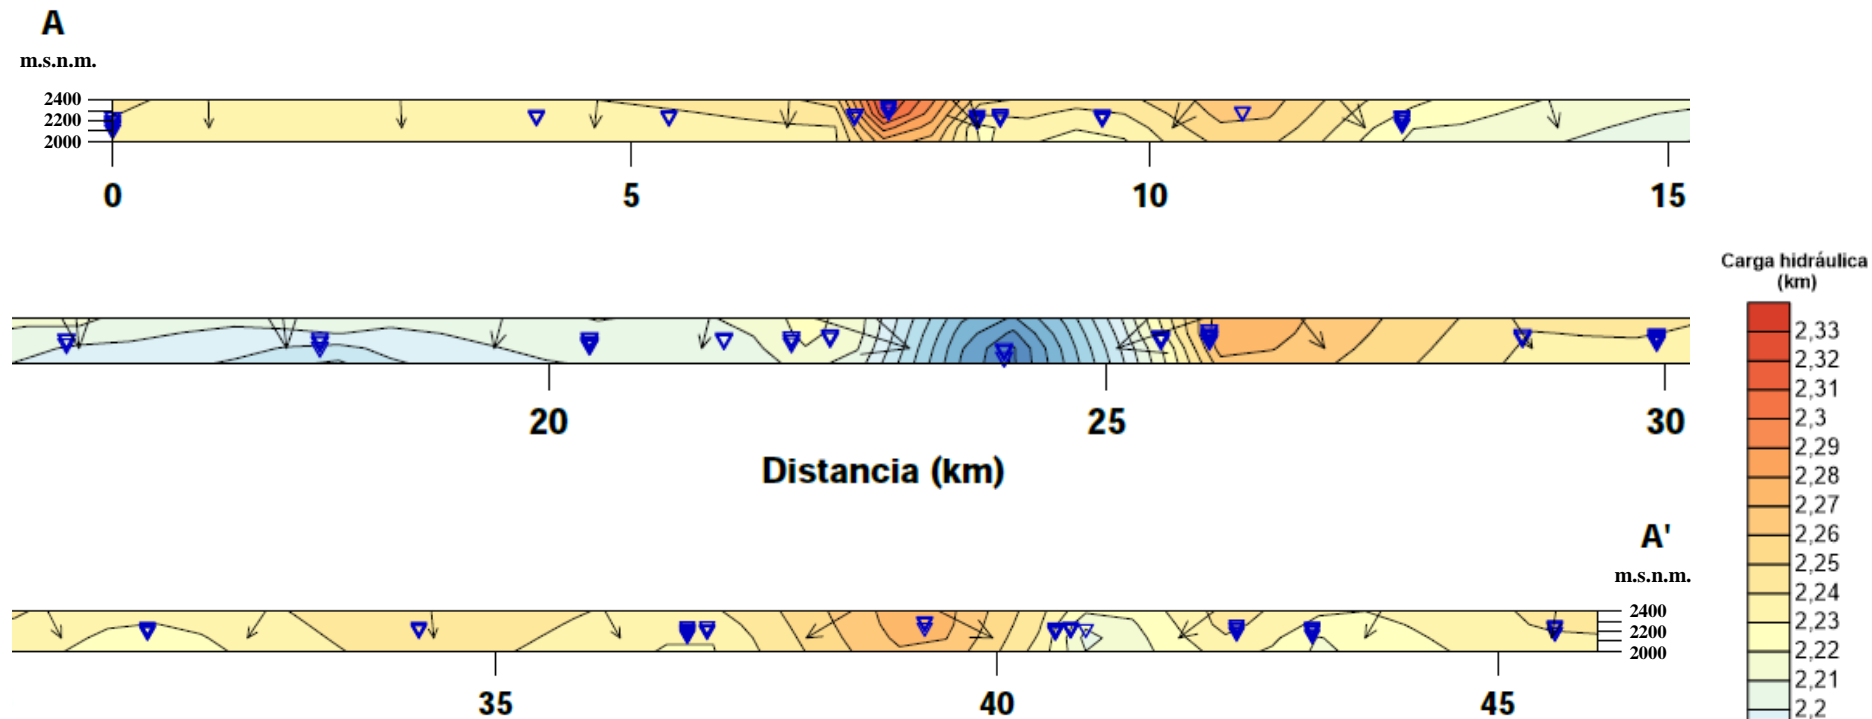 A
m.s.n.m.
2400
2200
2000
0 5 10 15
Carga hidráulica
(km)
20 25 30
Distancia (km)
2,33
2,32
2,31
2,3
2,29
2,28
2,27
2,26
2,25
2,24
2,23
2,22
2,21
2,2
A'
m.s.n.m.
2400
2200
2000
35 40 45